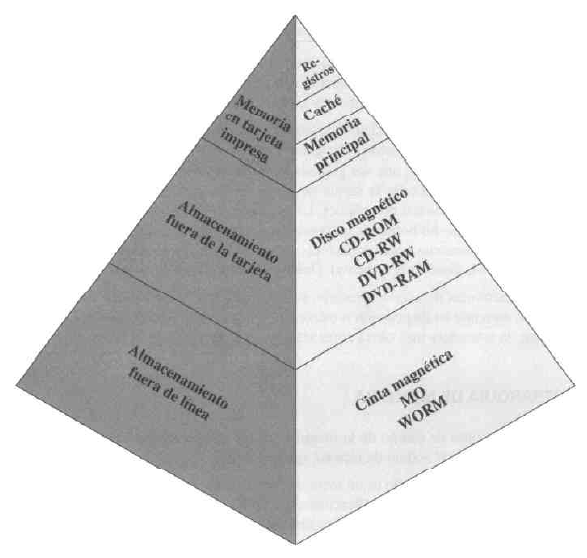 Re-
gistros
Caché
Memoria
principal
Memoria
en tarjeta
impresa
Disco magnético
CD-ROM
CD-RW
DVD-RW
DVD-RAM
Almacenamiento
fuera de la tarjeta
Cinta magnética
MO
WORM
Almacenamiento
fuera de línea